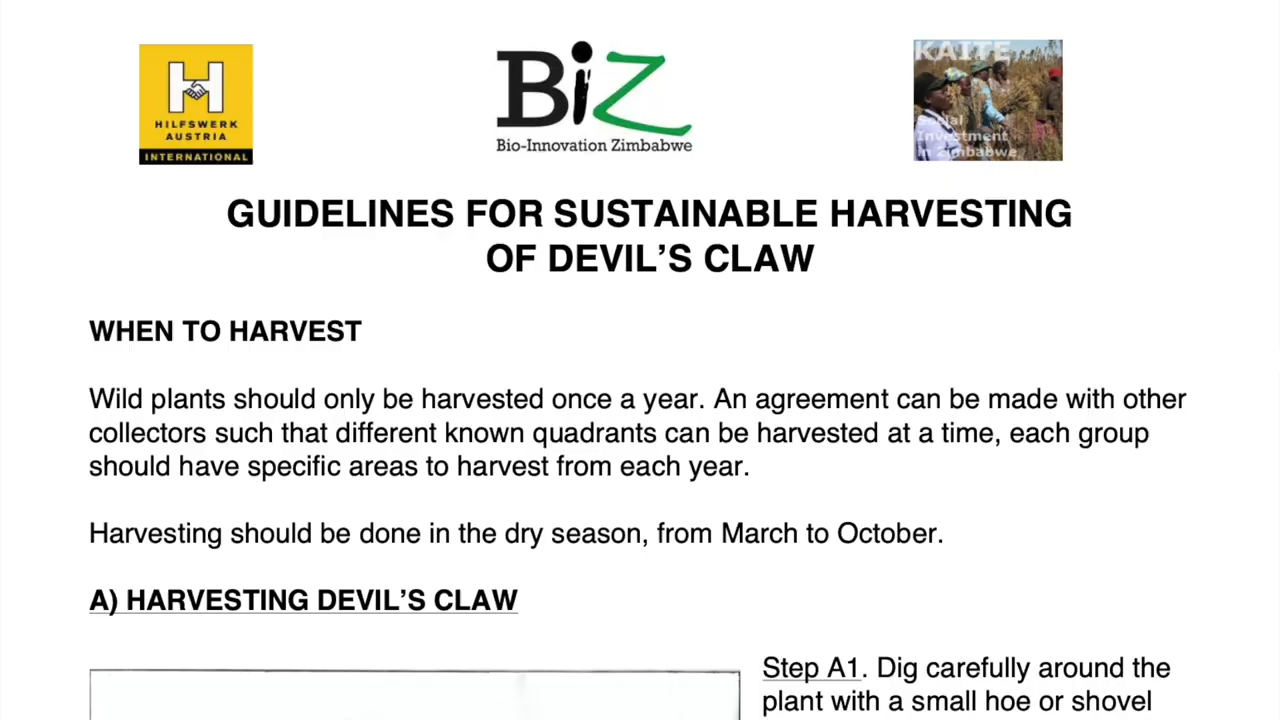 HILFSWERK
AUSTRIA
INTERNATIONAL
BiZ
Bio-Innovation Zimbabwe
KAITE
Social
Investment
in Zimbabwe
GUIDELINES FOR SUSTAINABLE HARVESTING
OF DEVIL’S CLAW
WHEN TO HARVEST
Wild plants should only be harvested once a year. An agreement can be made with other
collectors such that different known quadrants can be harvested at a time, each group
should have specific areas to harvest from each year.
Harvesting should be done in the dry season, from March to October.
A) HARVESTING DEVIL’S CLAW
Step A1. Dig carefully around the
plant with a small hoe or shovel